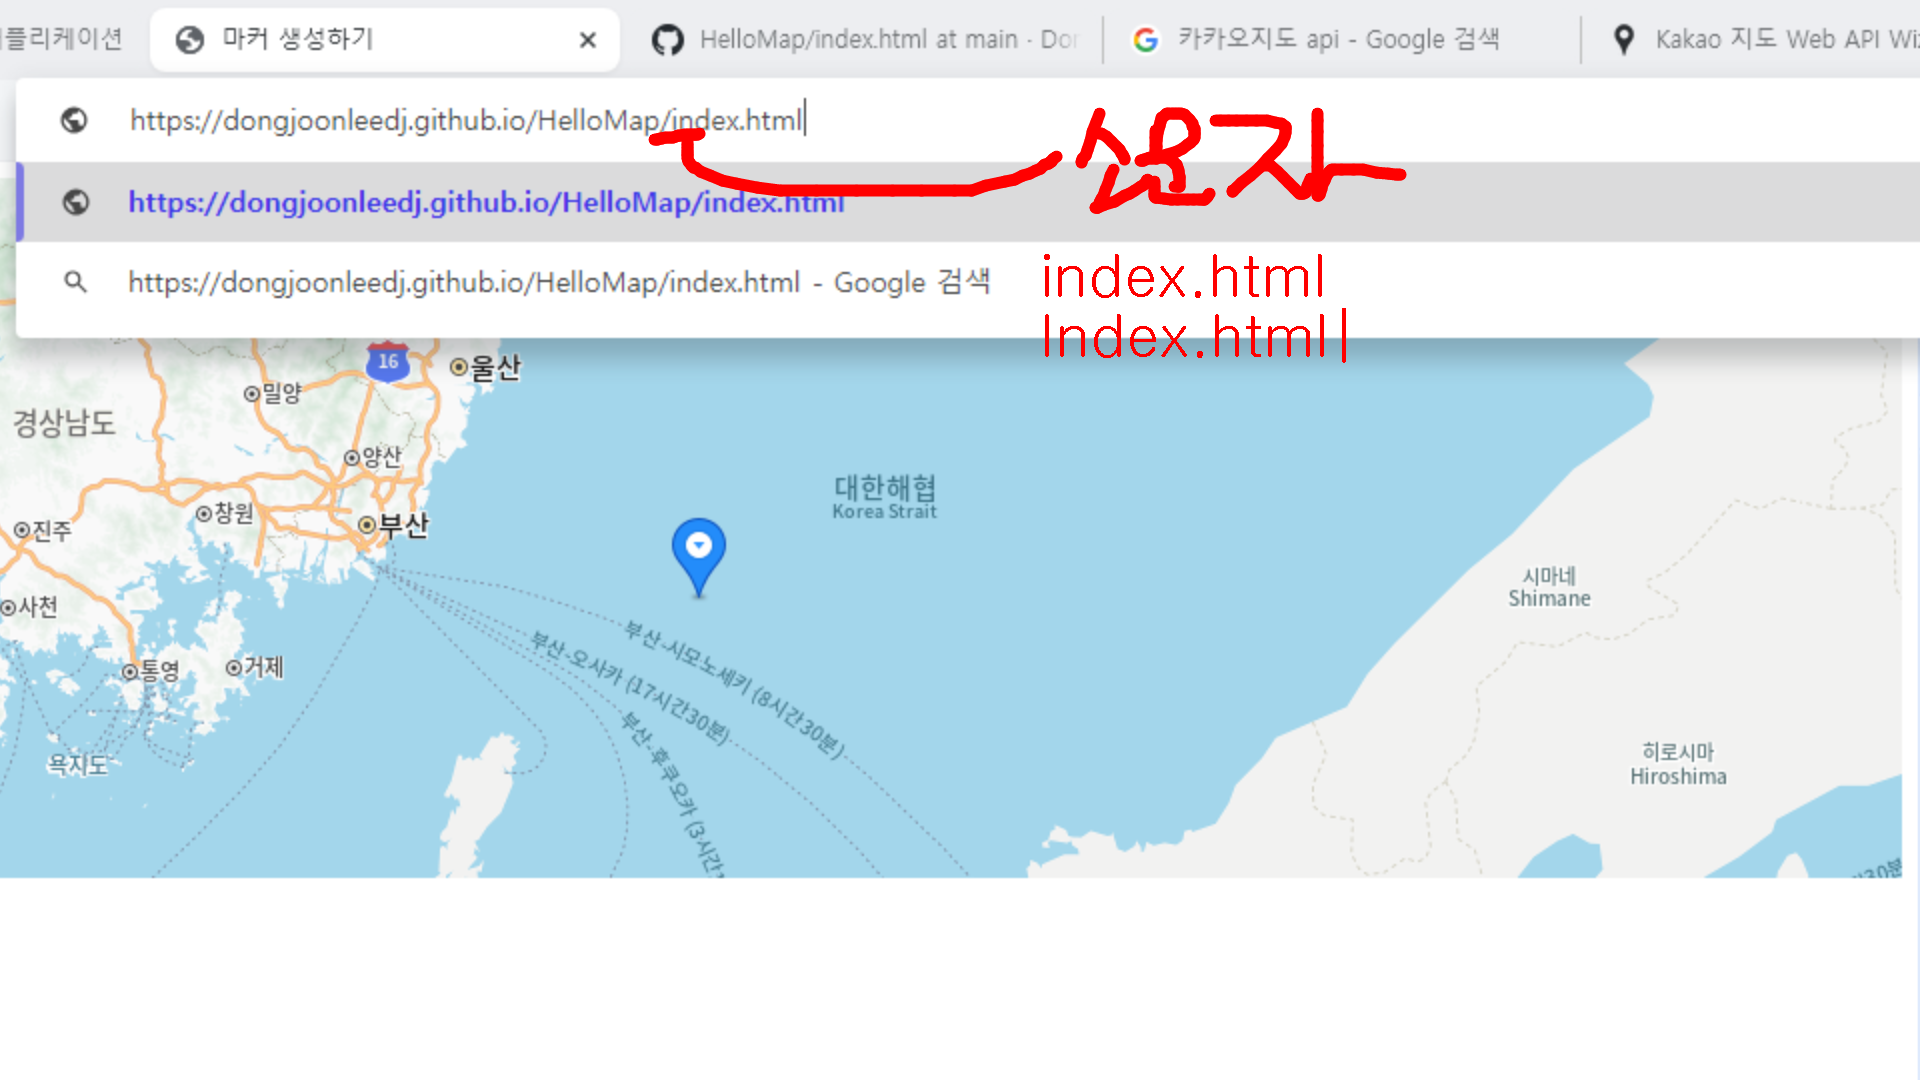 플리케이션
마커 생성하기
HelloMap/index.html at main · Dor
카카오지도 api - Google 검색
Kakao 지도 Web API Wiz
https://dongjoonleedj.github.io/HelloMap/index.html
https://dongjoonleedj.github.io/HelloMap/index.html
https://dongjoonleedj.github.io/HelloMap/index.html - Google 검색
index.html
Index.html
16
울산
밀양
경상남도
양산
대한해협
Korea Strait
창원
부산
진주
시마네
Shimane
사천
부산-시모노세키 (8시간30분)
부산-오사카 (17시간30분)
통영
거제
부산-후쿠오카 (3시간
욕지도
히로시마
Hiroshima
30분